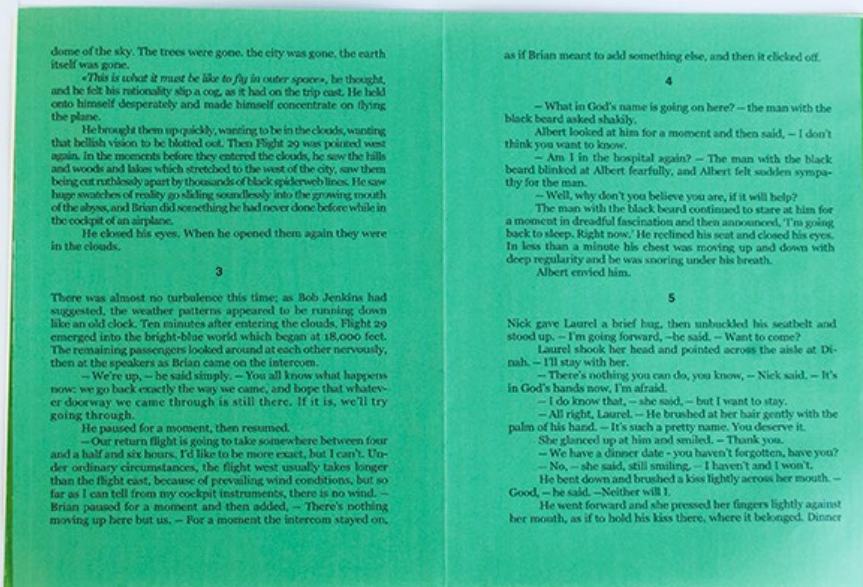 dome of the sky. The trees were gone, the city was gone, the earth
itself was gone.
«This is what it must be like to fly in outer space», he thought,
and he felt his rationality slip a cog, as it had on the trip east. He held
onto himself desperately and made himself concentrate on flying
the plane.
He brought them up quickly, wanting to be in the clouds, wanting
that hellish vision to be blotted out. Then Flight 29 was pointed west
again. In the moments before they entered the clouds, he saw the hills
and woods and lakes which stretched to the west of the city, saw them
being cut ruthlessly apart by thousands of black spiderweb lines. He saw
huge swatches of reality go sliding soundlessly into the growing mouth
of the abyss, and Brian did something he had never done before while in
the cockpit of an airplane.
He closed his eyes. When he opened them again they were
in the clouds.
3
There was almost no turbulence this time; as Bob Jenkins had
suggested, the weather patterns appeared to be running down
like an old clock. Ten minutes after entering the clouds, Flight 29
emerged into the bright-blue world which began at 18,000 feet.
The remaining passengers looked around at each other nervously,
then at the speakers as Brian came on the intercom.
— We're up, — he said simply. — You all know what happens
now: we go back exactly the way we came, and hope that whatev-
er doorway we came through is still there. If it is, we'll try
going through.
He paused for a moment, then resumed.
—Our return flight is going to take somewhere between four
and a half and six hours. I'd like to be more exact, but I can't. Un-
der ordinary circumstances, the flight west usually takes longer
than the flight east, because of prevailing wind conditions, but so
far as I can tell from my cockpit instruments, there is no wind. —
Brian paused for a moment and then added, — There's nothing
moving up here but us. — For a moment the intercom stayed on,
as if Brian meant to add something else, and then it clicked off.
4
— What in God's name is going on here? — the man with the
black beard asked shakily.
Albert looked at him for a moment and then said, — I don't
think you want to know.
— Am I in the hospital again? — The man with the black
beard blinked at Albert fearfully, and Albert felt sudden sympa-
thy for the man.
— Well, why don't you believe you are, if it will help?
The man with the black beard continued to stare at him for
a moment in dreadful fascination and then announced, 'I'm going
back to sleep. Right now.' He reclined his seat and closed his eyes.
In less than a minute his chest was moving up and down with
deep regularity and he was snoring under his breath.
Albert envied him.
5
Nick gave Laurel a brief hug, then unbuckled his seatbelt and
stood up. — I'm going forward, —he said. — Want to come?
Laurel shook her head and pointed across the aisle at Di-
nah. — I'll stay with her.
— There's nothing you can do, you know, — Nick said. — It's
in God's hands now, I'm afraid.
— I do know that, — she said, — but I want to stay.
— All right, Laurel. — He brushed at her hair gently with the
palm of his hand. — It's such a pretty name. You deserve it.
She glanced up at him and smiled. — Thank you.
— We have a dinner date - you haven't forgotten, have you?
— No, — she said, still smiling. — I haven't and I won't.
He bent down and brushed a kiss lightly across her mouth. —
Good, — he said. —Neither will I.
He went forward and she pressed her fingers lightly against
her mouth, as if to hold his kiss there, where it belonged. Dinner